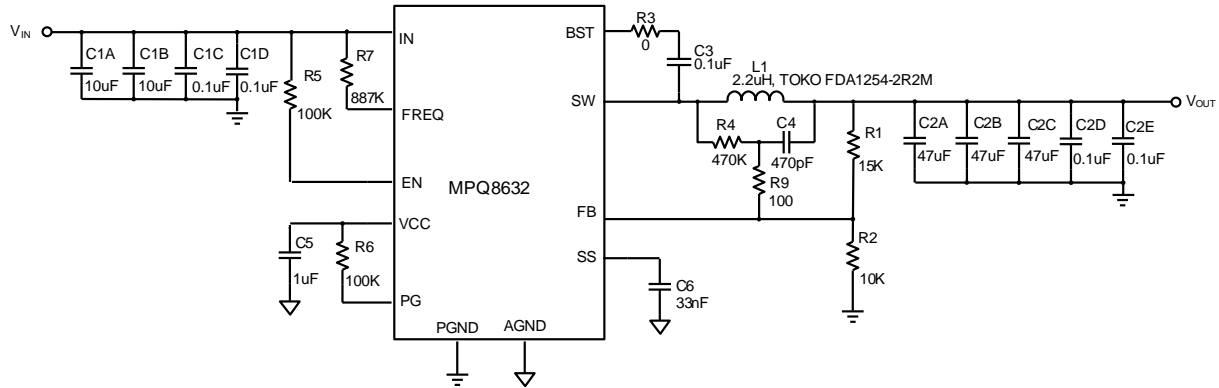 VIN
C1A
10uF
C1B
10uF
C1C
0.1uF
C1D
0.1uF
R5
100K
R7
887K
IN
FREQ
EN
VCC
PG
PGND
AGND
MPQ8632
BST
SW
FB
SS
C5
1uF
R6
100K
R3
0
C3
0.1uF
L1
2.2uH, TOKO FDA1254-2R2M
R4
470K
C4
470pF
R9
100
R1
15K
R2
10K
C6
33nF
C2A
47uF
C2B
47uF
C2C
47uF
C2D
0.1uF
C2E
0.1uF
VOUT